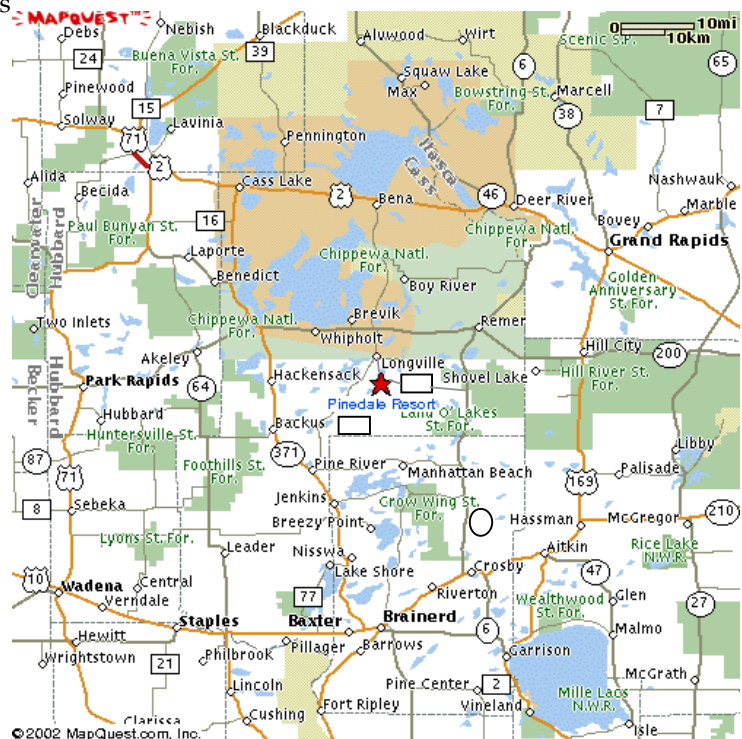 s
MAPQUEST™
Nebish
Blackduck
Aluwood
Wirt
0 10mi
10km
Debs
39
Scenic S.P.
24
Buena Vista St.
For.
6
65
Squaw Lake
Max
Bowstring St.
For.
Marcell
Pinewood
15
7
38
Solway
71
Lavinia
Pennington
2
Itasca
Cass
Alida
Becida
Cass Lake
2
Bena
46
Deer River
Nashwauk
Marble
Bovey
16
Paul Bunyan St.
For.
Clearwater
Hubbard
Chippewa Natl.
For.
Grand Rapids
Laporte
Chippewa Natl.
For.
Benedict
Boy River
Golden
Anniversary
St. For.
Two Inlets
Chippewa Natl.
For.
Brevik
Remer
Whipholt
Hill City
200
Akeley
Longville
Hubbard
Becker
Park Rapids
64
Hackensack
Shovel Lake
Hill River St.
For.
Pinedale Resort
Land O'Lakes
St. For.
Hubbard
Backus
Huntersville St.
For.
Libby
371
87
Foothills St.
For.
Pine River
Manhattan Beach
Palisade
71
169
8
Sebeka
Jenkins
Crow Wing St.
For.
Breezy Point
Hassman
McGregor
210
Lyons St. For.
Leader
Nisswa
Aitkin
Rice Lake
N.W.R.
Lake Shore
Crosby
47
10
Wadena
Central
77
Riverton
Wealthwood
St. For.
Glen
27
Verndale
Staples
Baxter
Brainerd
6
Malmo
Hewitt
Pillager
Barrows
Garrison
Wrightstown
21
Philbrook
McGrath
Pine Center
2
Mille Lacs
N.W.R.
Lincoln
Vineland
Fort Ripley
Clarissa
Cushing
Isle
©2002 MapQuest.com, Inc.